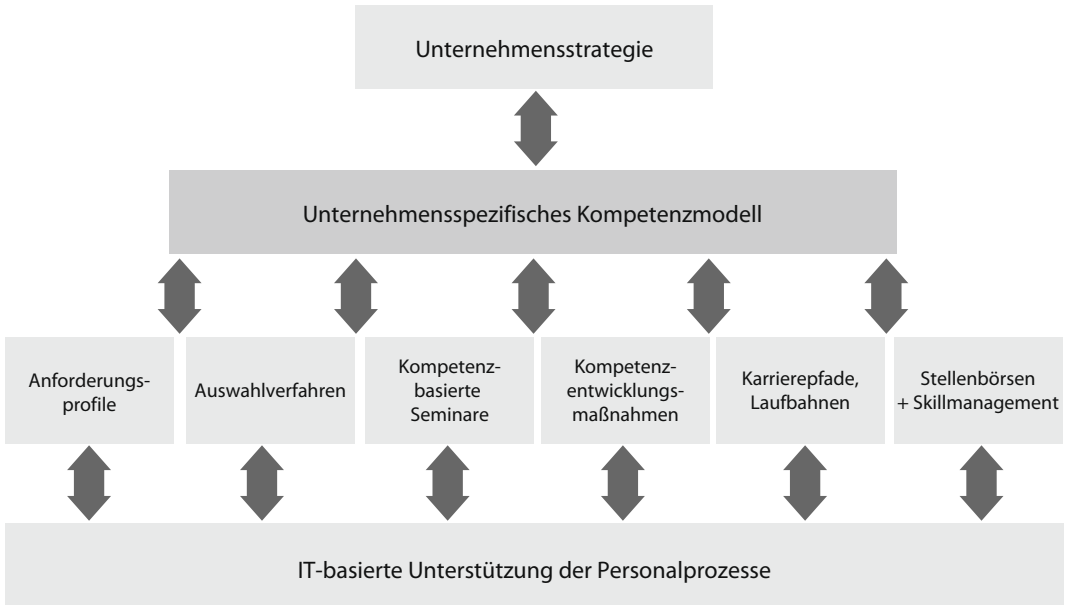 Unternehmensstrategie
Unternehmensspezifisches Kompetenzmodell
Anforderungs-
profile
Auswahlverfahren
Kompetenz-
basierte
Seminare
Kompetenz-
entwicklungs-
maßnahmen
Karrierepfade,
Laufbahnen
Stellenbörsen
+ Skillmanagement
IT-basierte Unterstützung der Personalprozesse